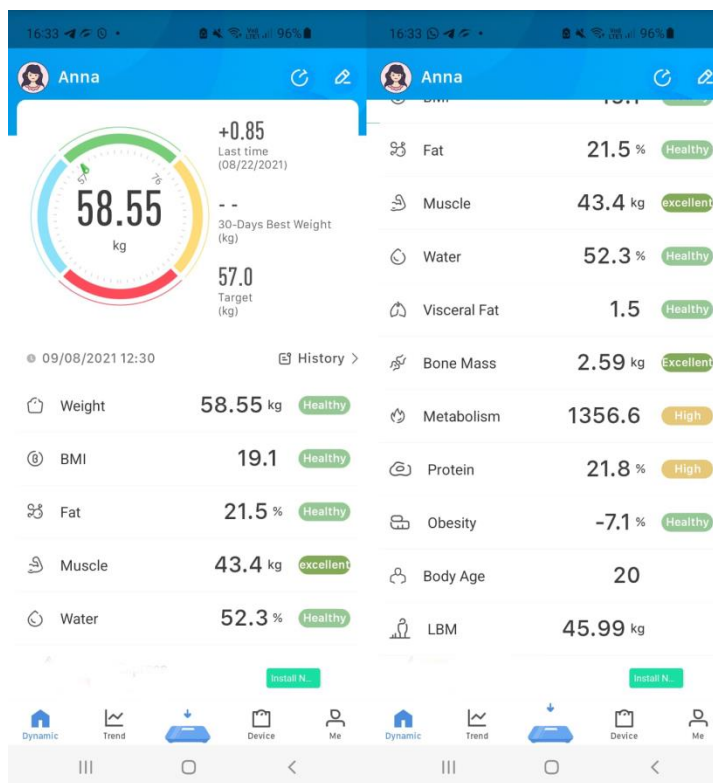 16:33 96%
Anna
+0.85
Last time
(08/22/2021)
57 76
58.55
kg
- -
30-Days Best Weight
(kg)
57.0
Target
(kg)
09/08/2021 12:30 History >
Weight 58.55 kg Healthy
BMI 19.1 Healthy
Fat 21.5 % Healthy
Muscle 43.4 kg excellent
Water 52.3 % Healthy
Install N...
Dynamic Trend Device Me
16:33 96%
Anna
Fat 21.5 % Healthy
Muscle 43.4 kg excellent
Water 52.3 % Healthy
Visceral Fat 1.5 Healthy
Bone Mass 2.59 kg Excellent
Metabolism 1356.6 High
Protein 21.8 % High
Obesity -7.1 % Healthy
Body Age 20
LBM 45.99 kg
Install N...
Dynamic Trend Device Me